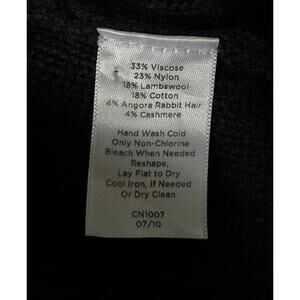 33% Viscose
23% Nylon
18% Lambswool
18% Cotton
4% Angora Rabbit Hair
4% Cashmere
Hand Wash Cold
Only Non-Chlorine
Bleach When Needed
Reshape,
Lay Flat to Dry
Cool Iron, If Needed
Or Dry Clean
CN1007
07/10